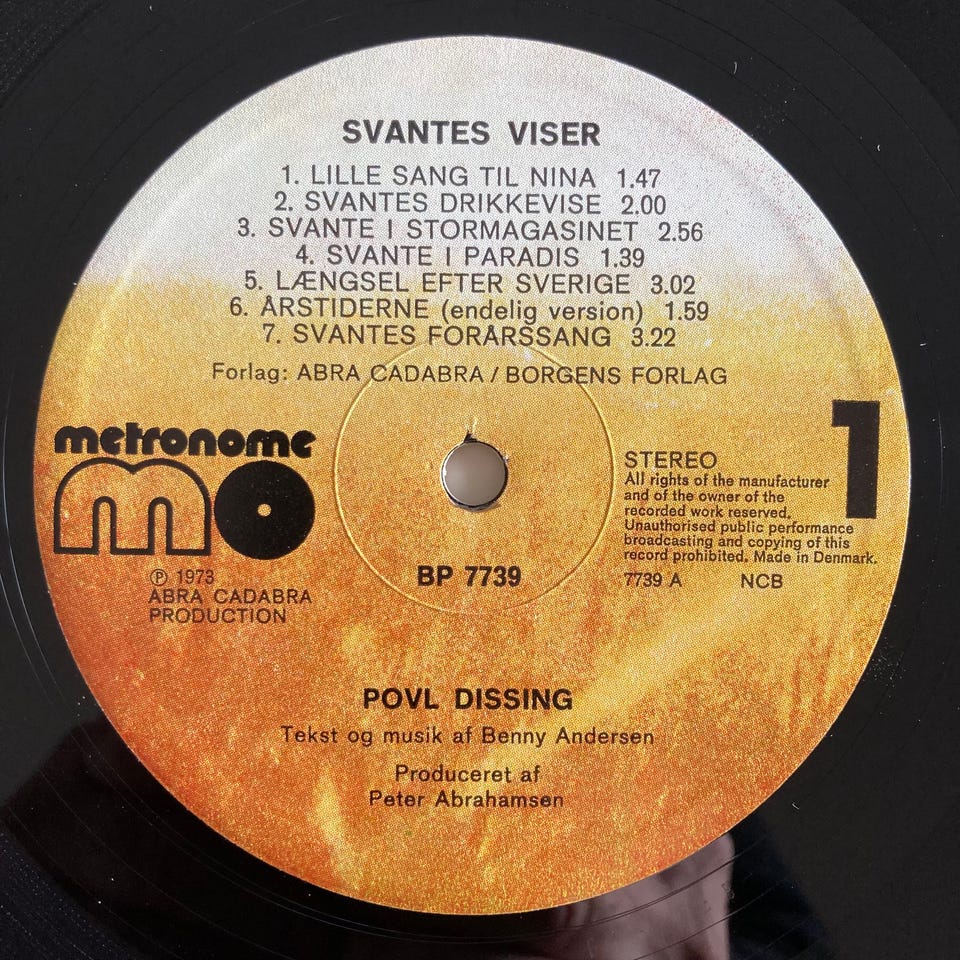 SVANTES VISER
1. LILLE SANG TIL NINA 1.47
2. SVANTES DRIKKEVISE 2.00
3. SVANTE I STORMAGASINET 2.56
4. SVANTE I PARADIS 1.39
5. LÆNGSEL EFTER SVERIGE 3.02
6. ÅRSTIDERNE (endelig version) 1.59
7. SVANTES FORÅRSSANG 3.22
Forlag: ABRA CADABRA / BORGENS FORLAG
metronome
mo
℗ 1973
ABRA CADABRA
PRODUCTION
BP 7739
1
STEREO
All rights of the manufacturer
and of the owner of the
recorded work reserved.
Unauthorised public performance
broadcasting and copying of this
record prohibited. Made in Denmark.
7739 A NCB
POVL DISSING
Tekst og musik af Benny Andersen
Produceret af
Peter Abrahamsen